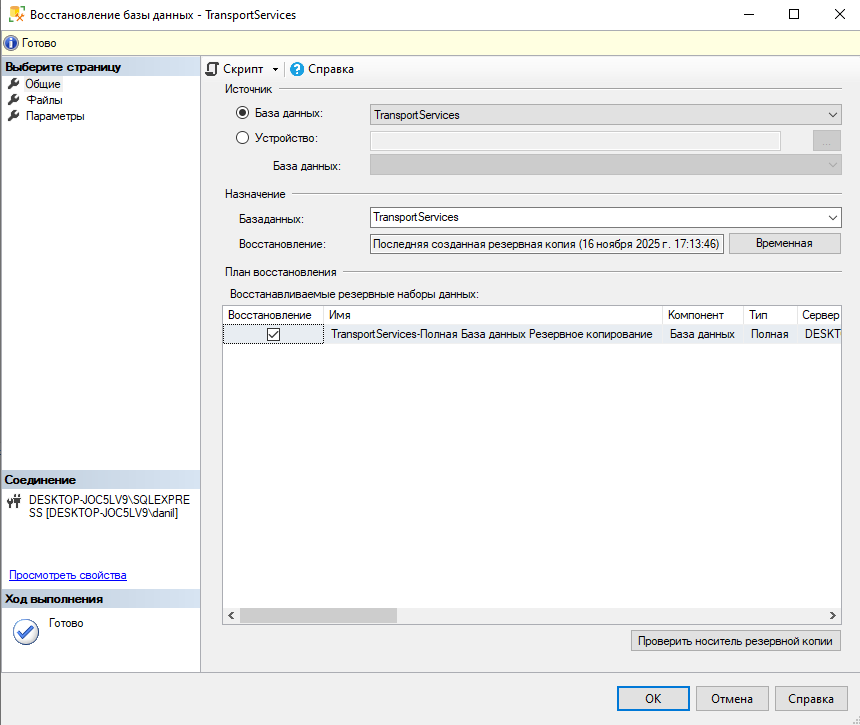 Восстановление базы данных - TransportServices
Готово
Выберите страницу
Общие
Файлы
Параметры
Скрипт
Справка
Источник
База данных:
TransportServices
Устройство:
...
База данных:
Назначение
Базаданных:
TransportServices
Восстановление:
Последняя созданная резервная копия (16 ноября 2025 г. 17:13:46)
Временная
План восстановления
Восстанавливаемые резервные наборы данных:
Восстановление Имя Компонент Тип Сервер
TransportServices-Полная База данных Резервное копирование База данных Полная DESKT
Соединение
DESKTOP-JOC5LV9\SQLEXPRE
SS [DESKTOP-JOC5LV9\danil]
Просмотреть свойства
Ход выполнения
Готово
Проверить носитель резервной копии
ОК
Отмена
Справка